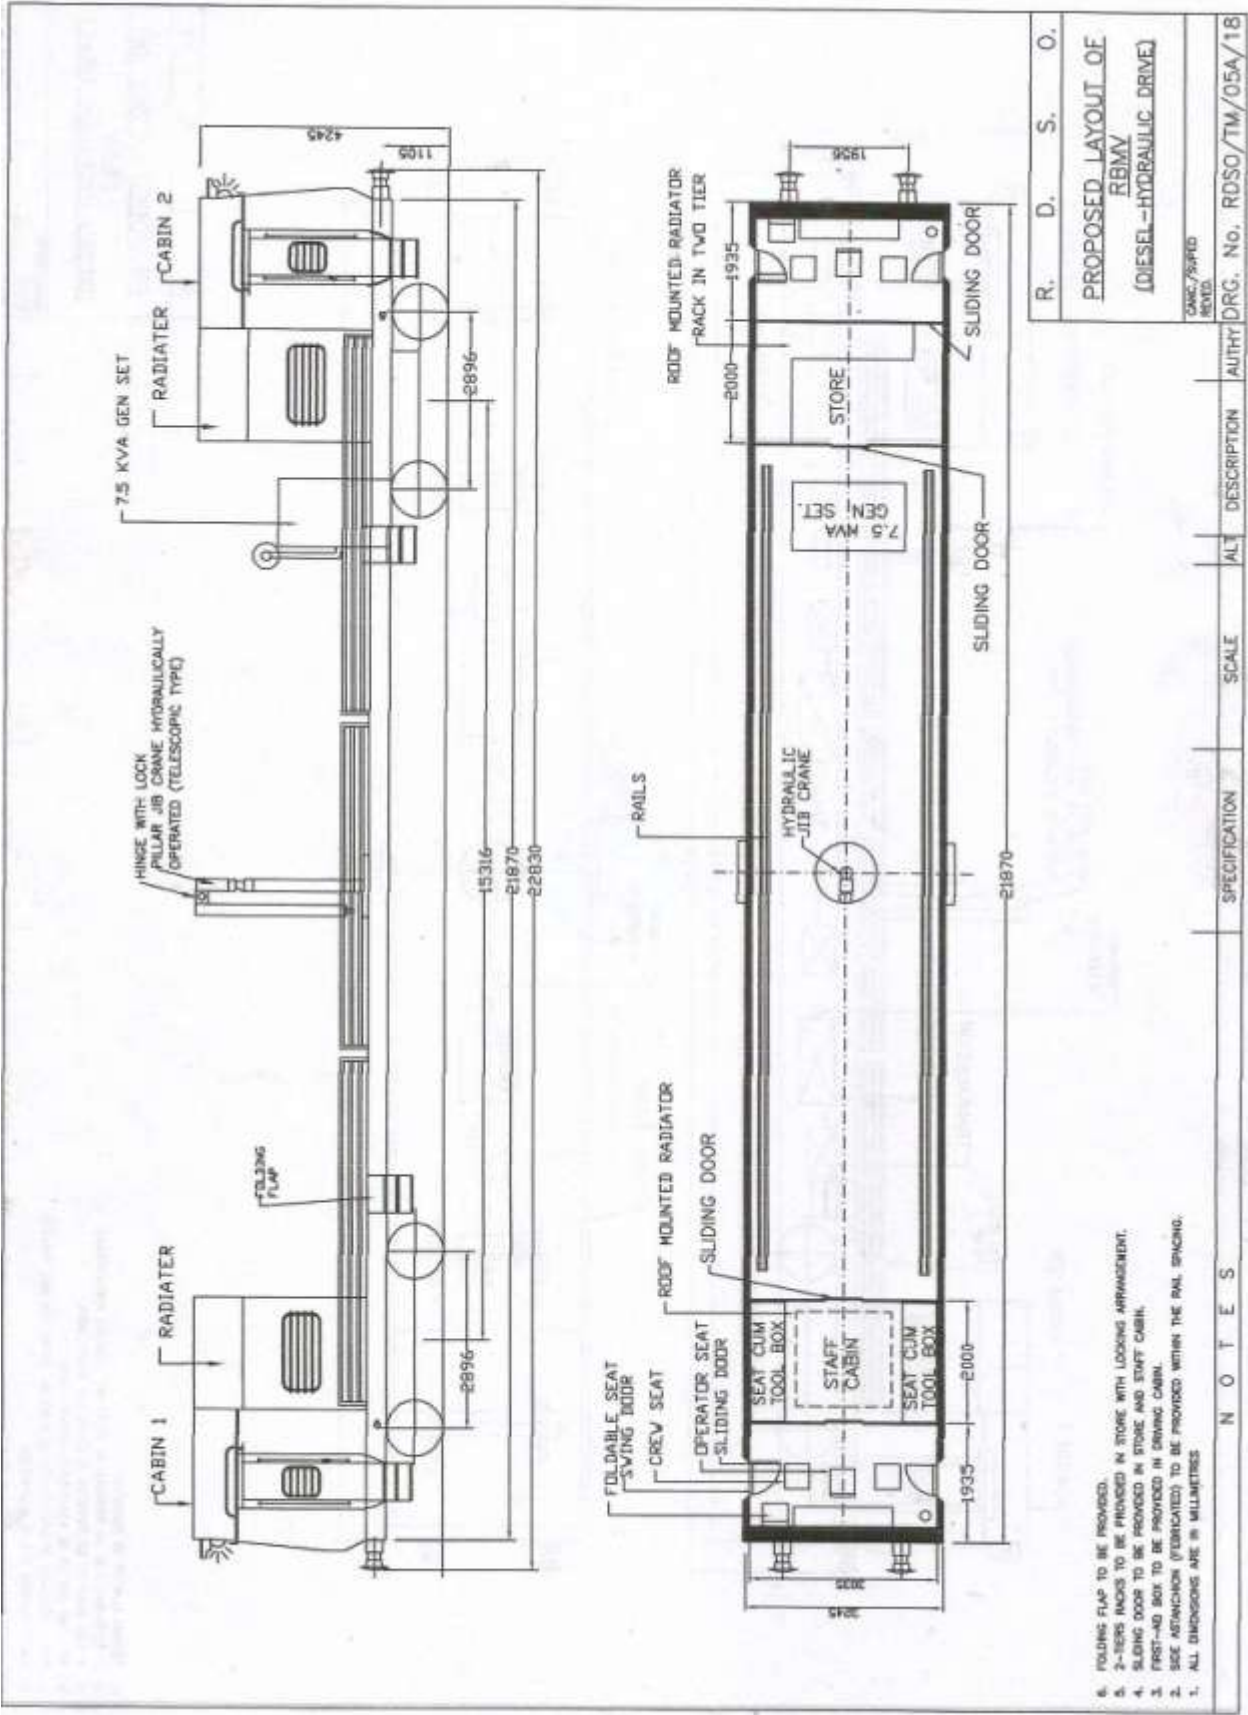 CABIN 1
RADIATER
FOLDING
FLAP
HINGE WITH LOCK
PILLAR JIB CRANE HYDRAULICALLY
OPERATED (TELESCOPIC TYPE)
7.5 KVA GEN SET
RADIATER
CABIN 2
4245
1105
2896
2896
15316
21870
22830
FOLDABLE SEAT
SWING DOOR
CREW SEAT
OPERATOR SEAT
SLIDING DOOR
ROOF MOUNTED RADIATOR
SLIDING DOOR
RAILS
HYDRAULIC
JIB CRANE
ROOF MOUNTED RADIATOR
RACK IN TWO TIER
SEAT CUM
TOOL BOX
STAFF
CABIN
SEAT CUM
TOOL BOX
7.5 KVA
GEN SET.
STORE
SLIDING DOOR
SLIDING DOOR
1935
2000
2000
1935
1956
3035
3245
21870
6. FOLDING FLAP TO BE PROVIDED.
5. 2-TIERS RACKS TO BE PROVIDED IN STORE WITH LOCKING ARRANGEMENT.
4. SLIDING DOOR TO BE PROVIDED IN STORE AND STAFF CABIN.
3. FIRST-AID BOX TO BE PROVIDED IN DRIVING CABIN.
2. SIDE ASTANCHION (FEBRICATED) TO BE PROVIDED WITHIN THE RAIL SPACING.
1. ALL DIMENSIONS ARE IN MILLIMETRES
N O T E S
SPECIFICATION
SCALE
ALT
DESCRIPTION
AUTHY
R. D. S. O.
PROPOSED LAYOUT OF
RBMV
(DIESEL-HYDRAULIC DRIVE)
DRG. No. RDSO/TM/05A/18